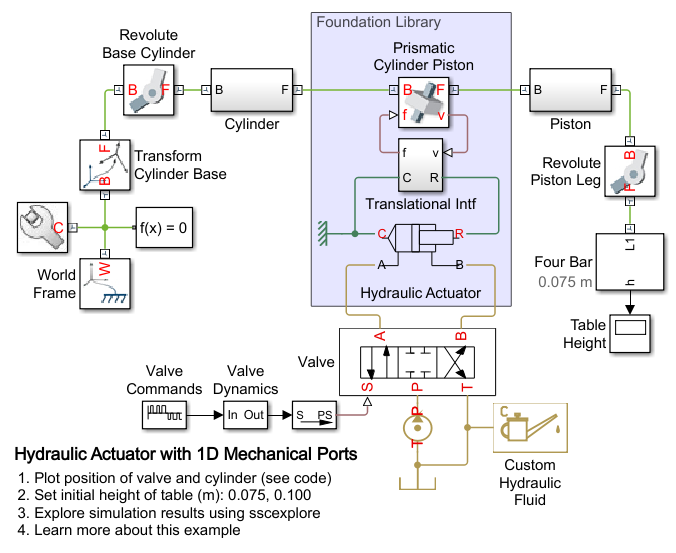 Foundation Library
Revolute
Base Cylinder
Prismatic
Cylinder Piston
B F
B F
B F
B F
f v
Cylinder
Piston
F
B
Transform
Cylinder Base
f v
C R
Translational Intf
Revolute
Piston Leg
B
F
C
f(x) = 0
C R
A B
Hydraulic Actuator
W
World
Frame
L1
h
Four Bar
0.075 m
Table
Height
Valve
A B
S P T
Valve
Commands
Valve
Dynamics
In Out
S PS
P
T
C
Custom
Hydraulic
Fluid
Hydraulic Actuator with 1D Mechanical Ports
1. Plot position of valve and cylinder (see code)
2. Set initial height of table (m): 0.075, 0.100
3. Explore simulation results using sscexplore
4. Learn more about this example